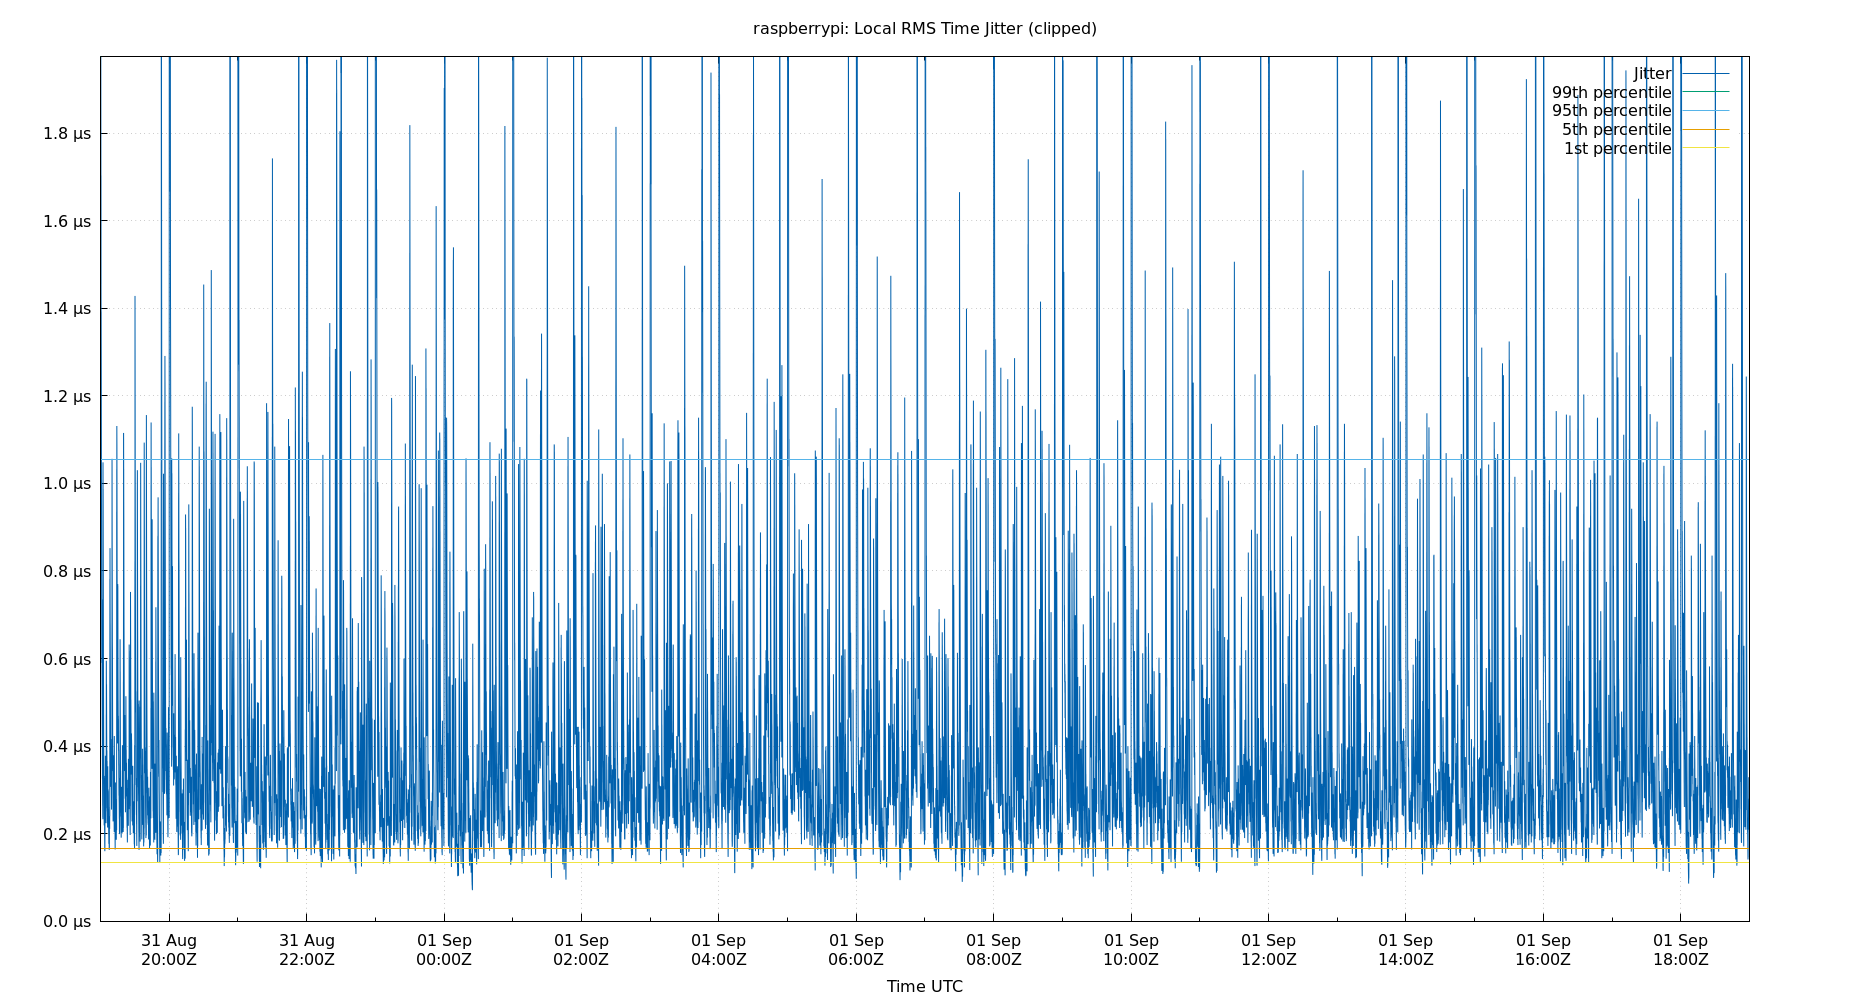 raspberrypi: Local RMS Time Jitter (clipped)
Jitter
99th percentile
95th percentile
5th percentile
1st percentile
1.8 µs
1.6 µs
1.4 µs
1.2 µs
1.0 µs
0.8 µs
0.6 µs
0.4 µs
0.2 µs
0.0 µs
31 Aug 31 Aug 01 Sep 01 Sep 01 Sep 01 Sep 01 Sep 01 Sep 01 Sep 01 Sep 01 Sep 01 Sep
20:00Z 22:00Z 00:00Z 02:00Z 04:00Z 06:00Z 08:00Z 10:00Z 12:00Z 14:00Z 16:00Z 18:00Z
Time UTC